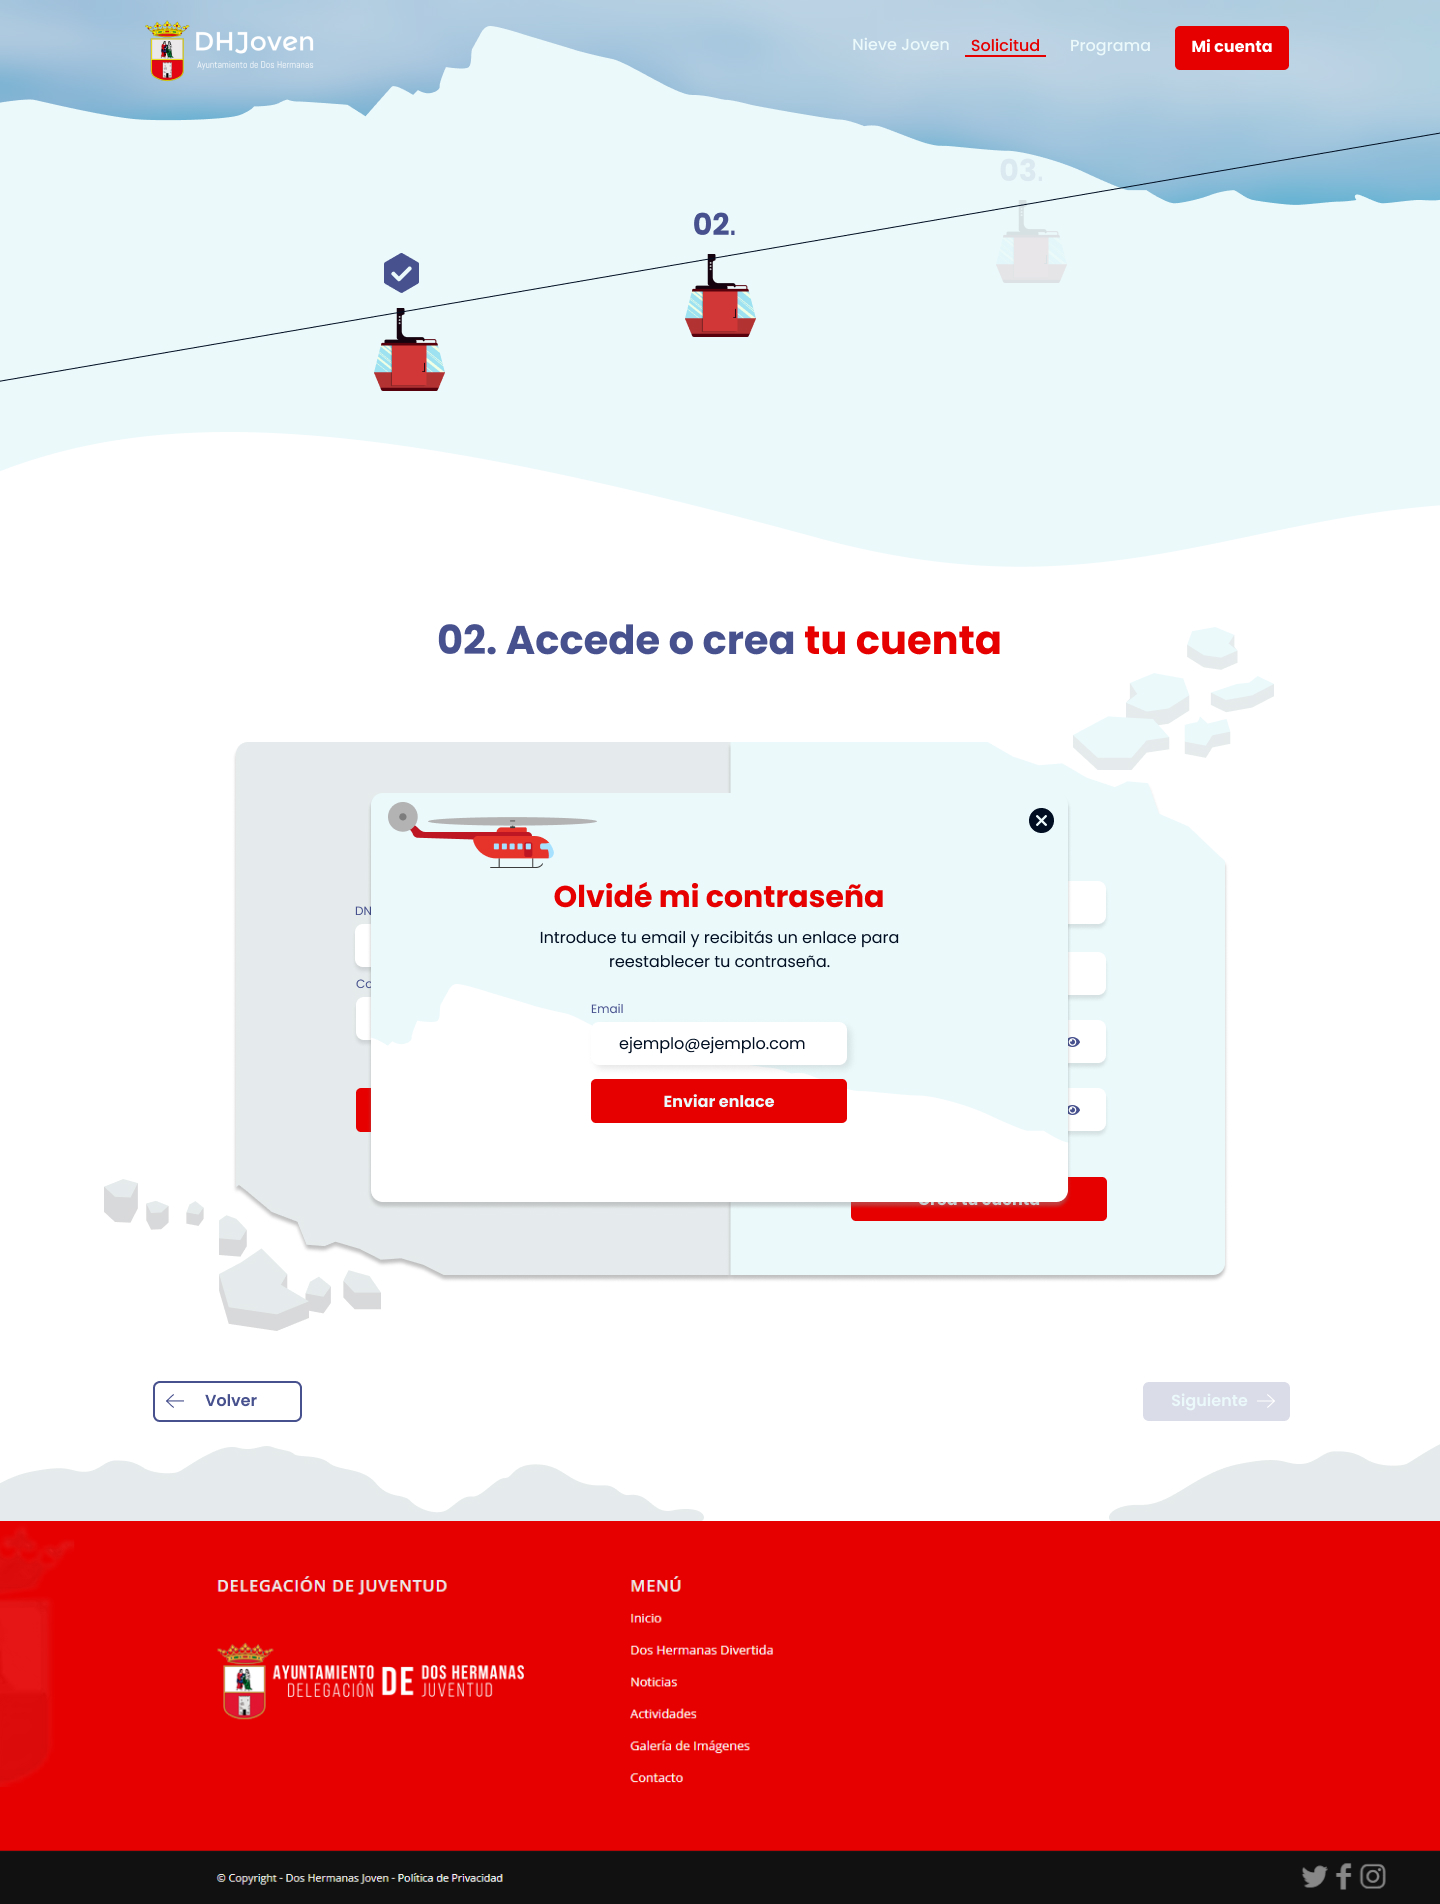 DHJoven
Ayuntamiento de Dos Hermanas
Nieve Joven
Solicitud
Programa
Mi cuenta
03.
02.
02. Accede o crea tu cuenta
Olvidé mi contraseña
Introduce tu email y recibitás un enlace para
reestablecer tu contraseña.
DN
Co
Email
ejemplo@ejemplo.com
Enviar enlace
Crea tu cuenta
Volver
Siguiente
DELEGACIÓN DE JUVENTUD
AYUNTAMIENTO DE DOS HERMANAS
DELEGACIÓN JUVENTUD
MENÚ
Inicio
Dos Hermanas Divertida
Noticias
Actividades
Galería de Imágenes
Contacto
© Copyright - Dos Hermanas Joven - Política de Privacidad